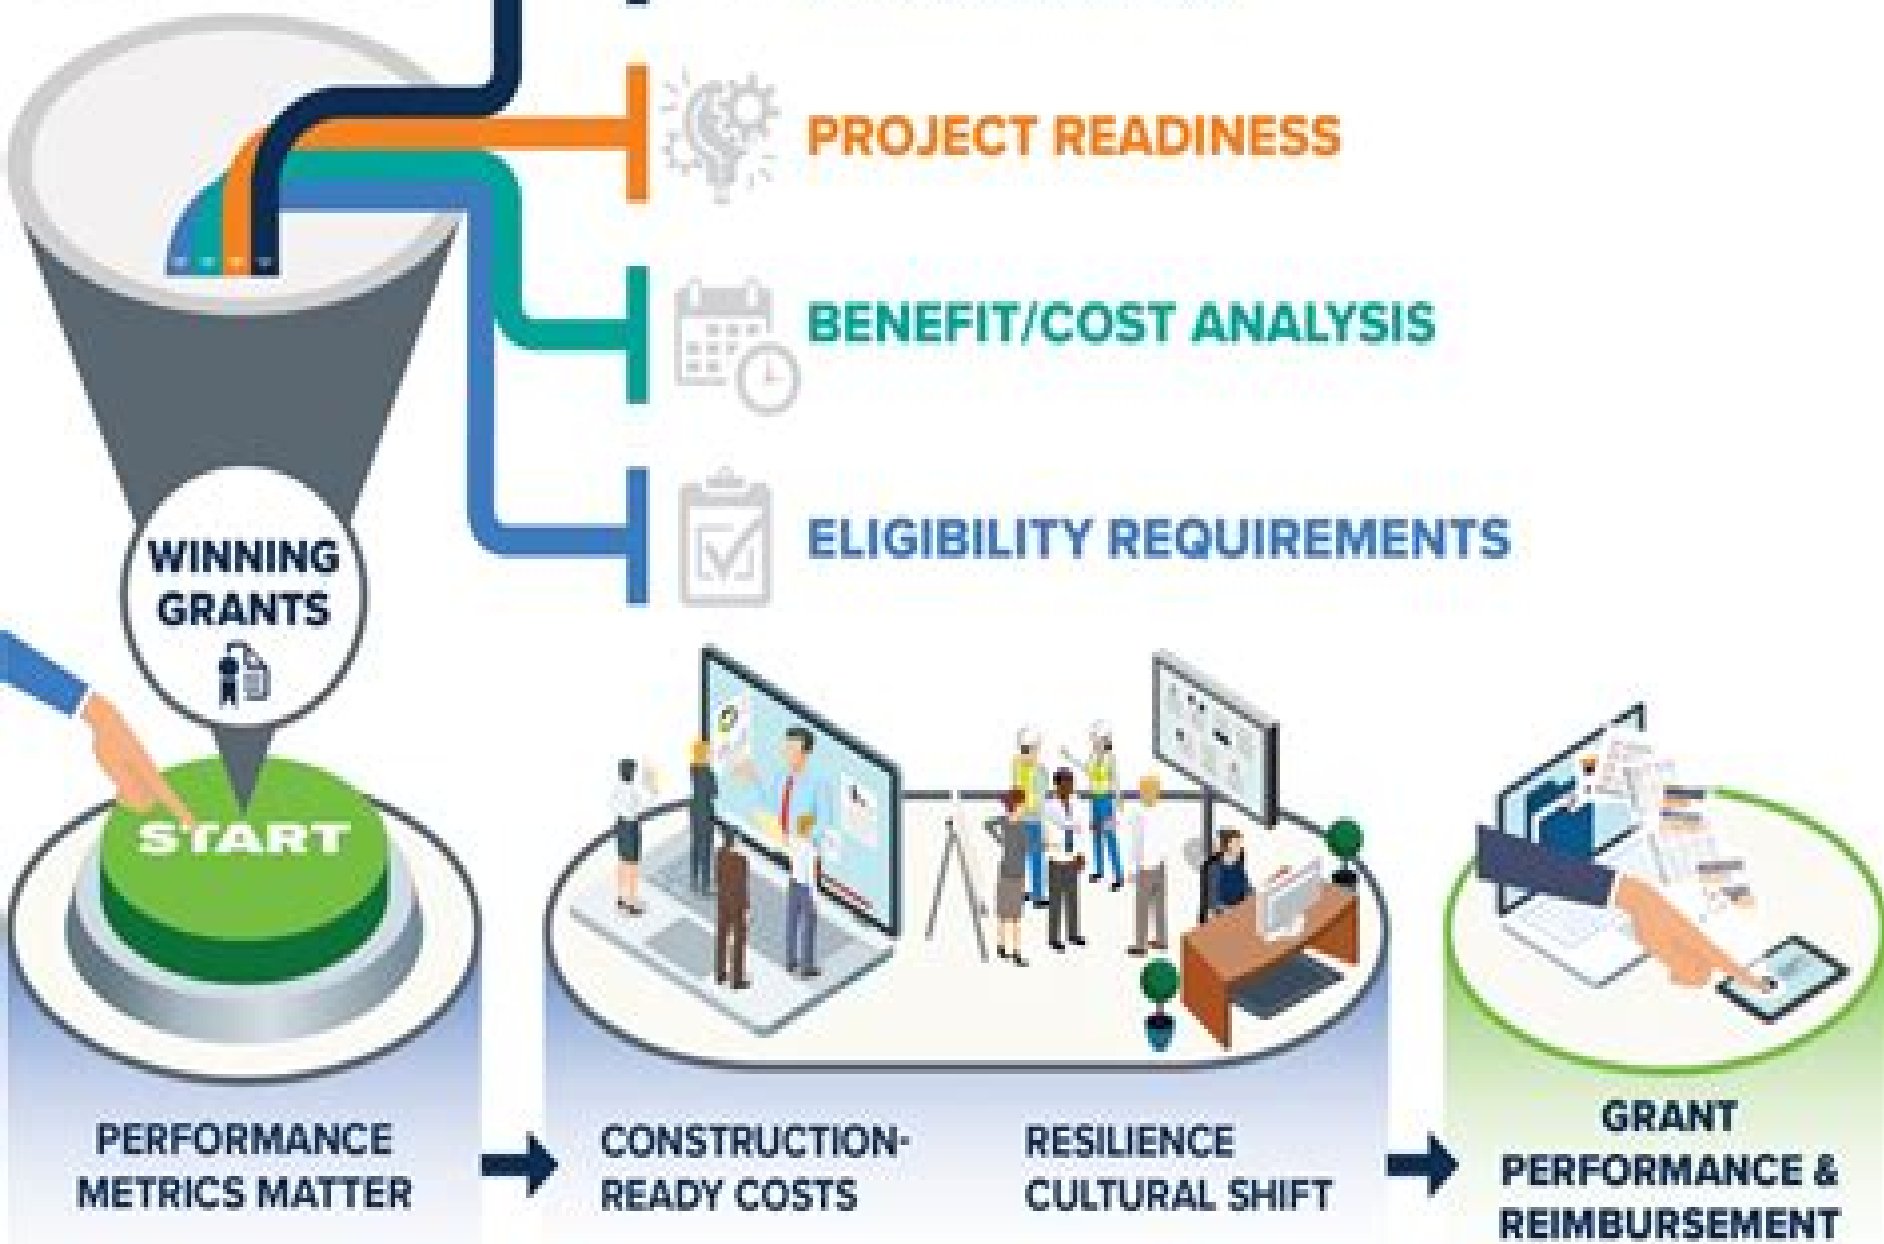 PROJECT READINESS
BENEFIT/COST ANALYSIS
ELIGIBILITY REQUIREMENTS
WINNING
GRANTS
START
PERFORMANCE
METRICS MATTER
CONSTRUCTION-
READY COSTS
RESILIENCE
CULTURAL SHIFT
GRANT
PERFORMANCE &
REIMBURSEMENT